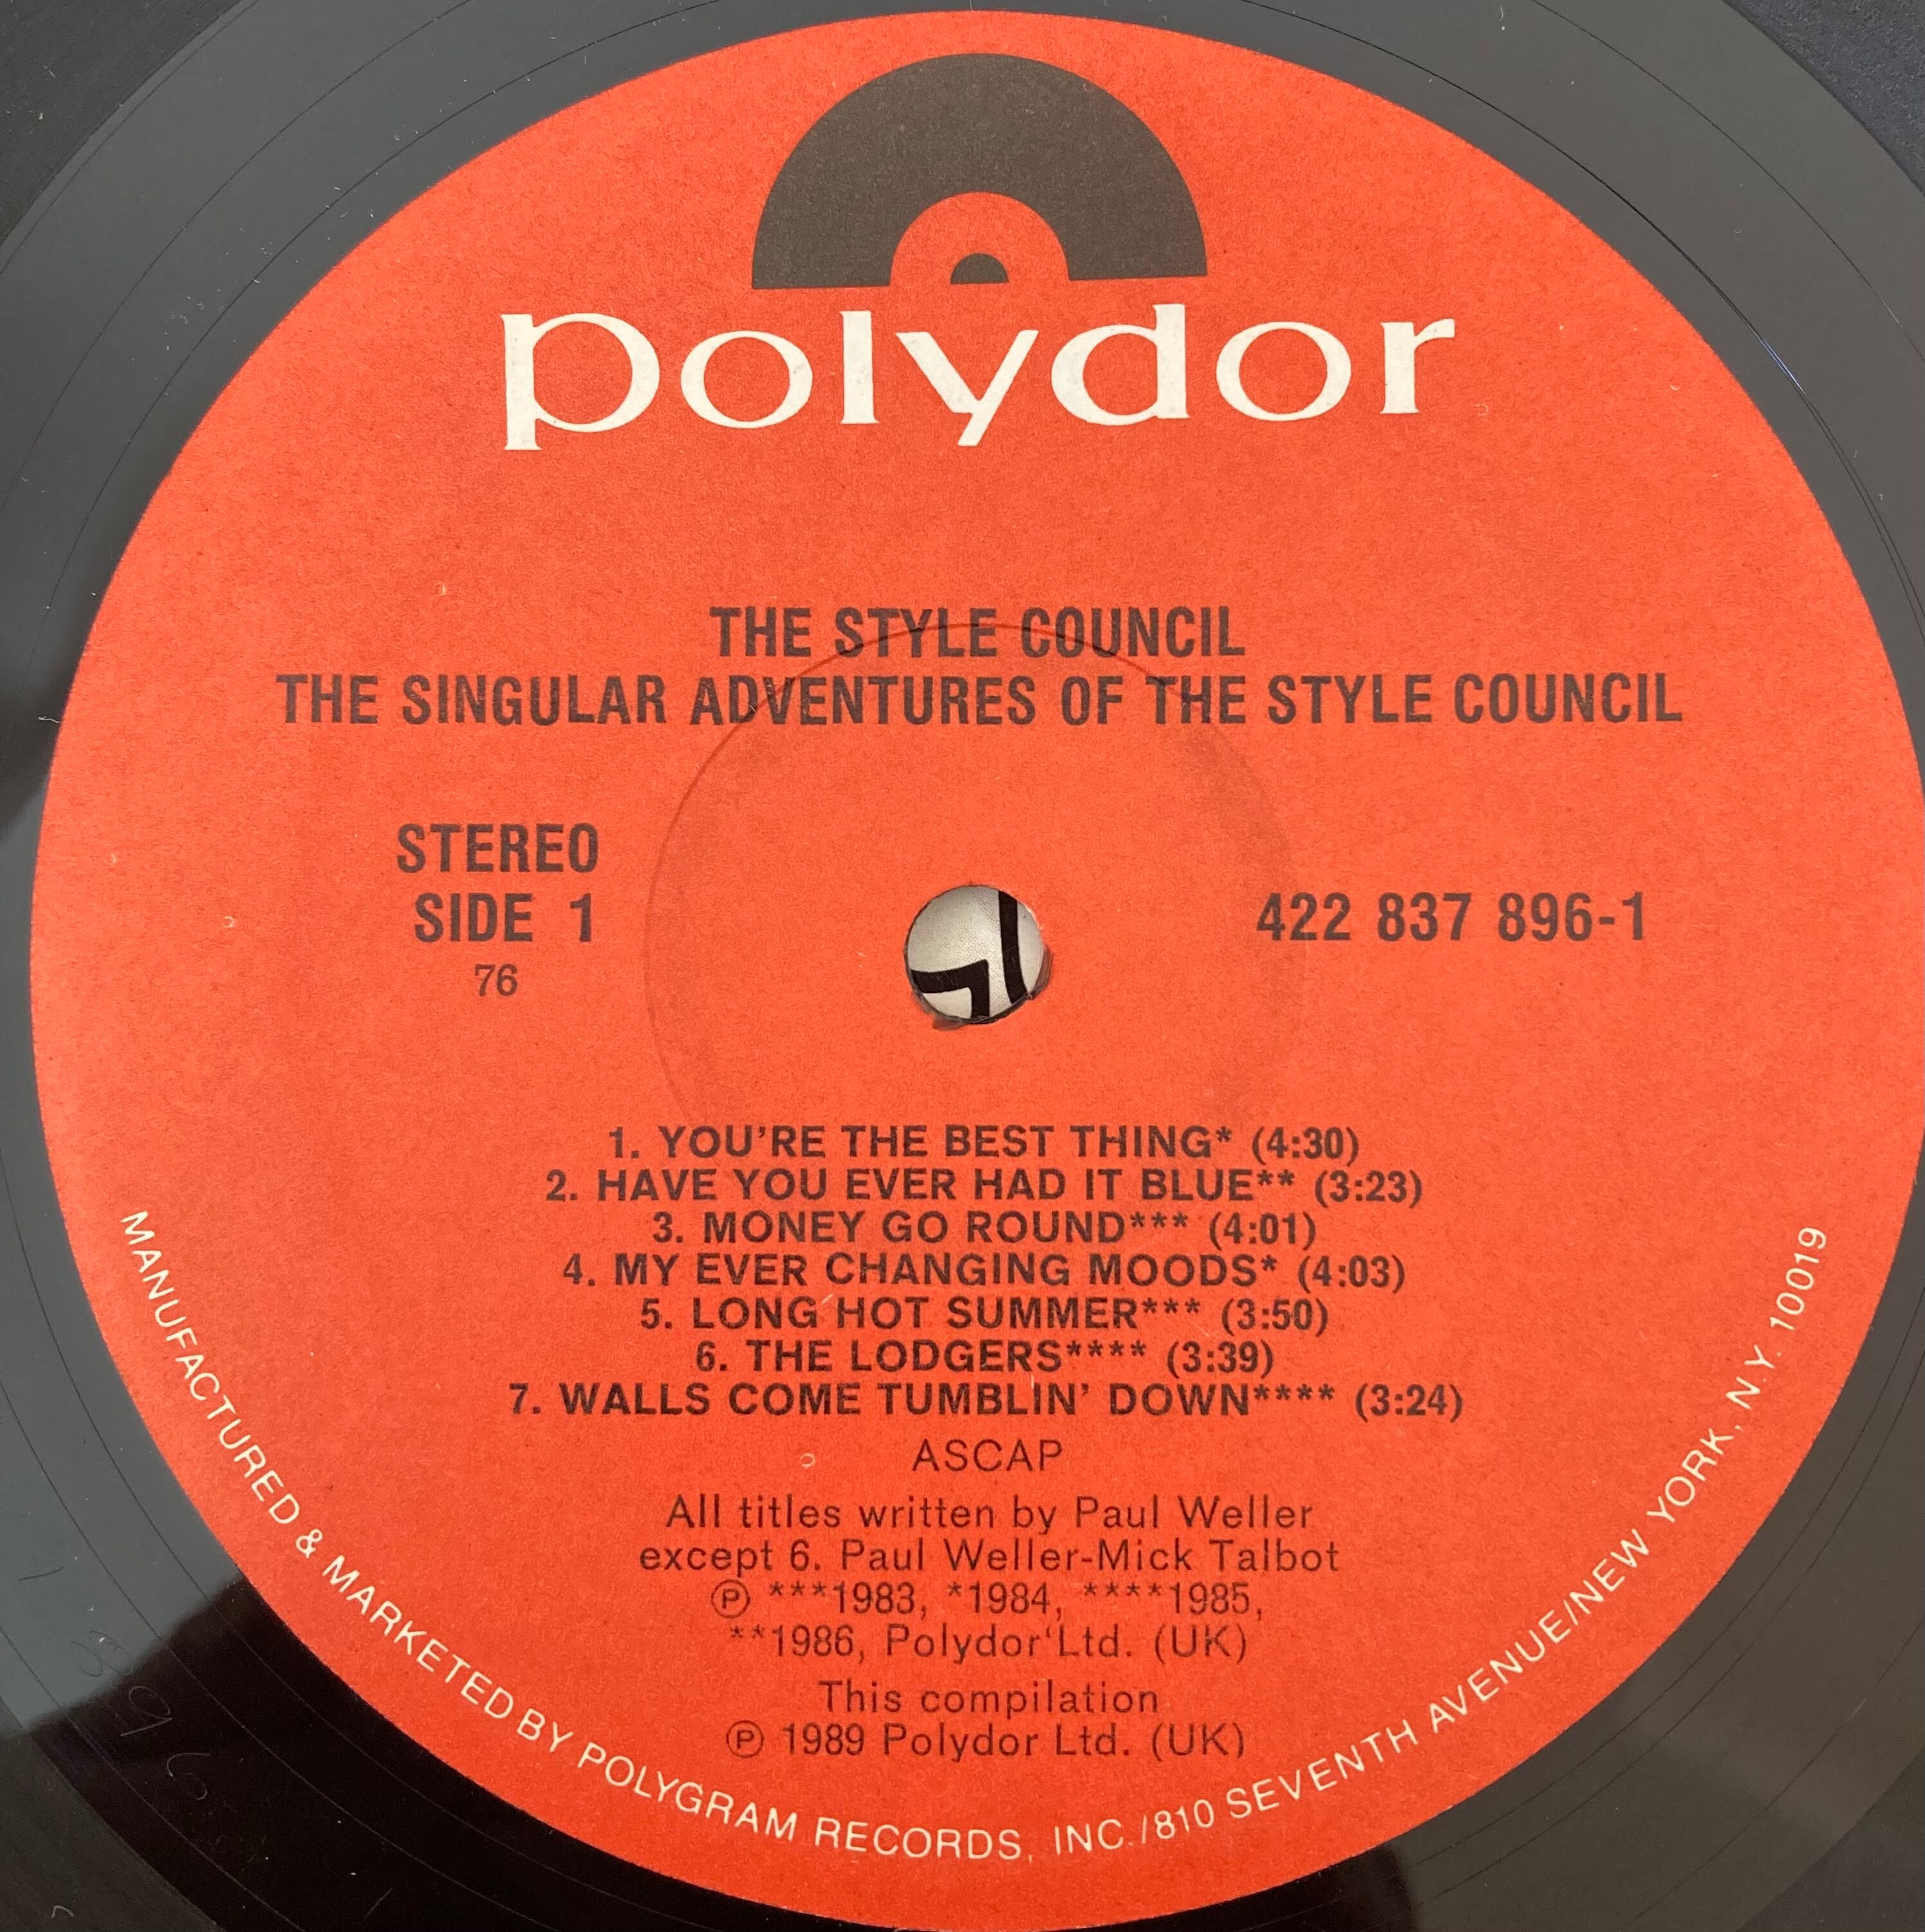 polydor
THE STYLE COUNCIL
THE SINGULAR ADVENTURES OF THE STYLE COUNCIL
STEREO
SIDE 1
76
422 837 896-1
1. YOU'RE THE BEST THING* (4:30)
2. HAVE YOU EVER HAD IT BLUE** (3:23)
3. MONEY GO ROUND*** (4:01)
4. MY EVER CHANGING MOODS* (4:03)
5. LONG HOT SUMMER*** (3:50)
6. THE LODGERS**** (3:39)
7. WALLS COME TUMBLIN' DOWN**** (3:24)
ASCAP
All titles written by Paul Weller
except 6. Paul Weller-Mick Talbot
Ⓟ ***1983, *1984, ****1985,
**1986, Polydor Ltd. (UK)
This compilation
Ⓟ 1989 Polydor Ltd. (UK)
MANUFACTURED & MARKETED BY POLYGRAM RECORDS, INC./810 SEVENTH AVENUE/NEW YORK, N.Y. 10019